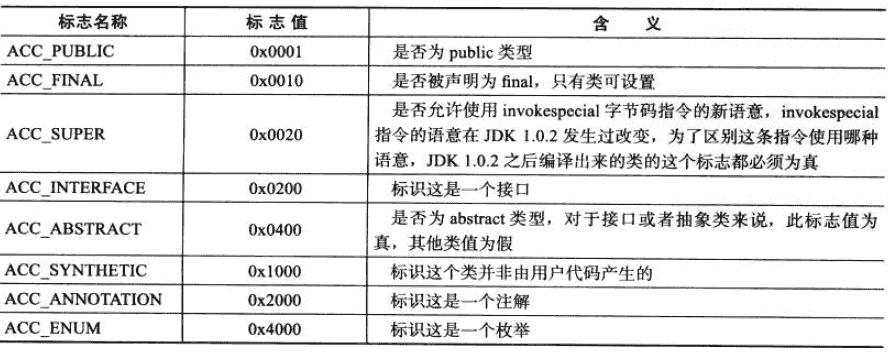 标志名称 标志值 含义
ACC_PUBLIC 0x0001 是否为 public 类型
ACC_FINAL 0x0010 是否被声明为 final，只有类可设置
是否允许使用 invokespecial 字节码指令的新语意，invokespecial
ACC_SUPER 0x0020 指令的语意在 JDK 1.0.2 发生过改变，为了区别这条指令使用哪种
语意，JDK 1.0.2 之后编译出来的类的这个标志都必须为真
ACC_INTERFACE 0x0200 标识这是一个接口
是否为 abstract 类型，对于接口或者抽象类来说，此标志值为
ACC_ABSTRACT 0x0400 真，其他类值为假
ACC_SYNTHETIC 0x1000 标识这个类并非由用户代码产生的
ACC_ANNOTATION 0x2000 标识这是一个注解
ACC_ENUM 0x4000 标识这是一个枚举